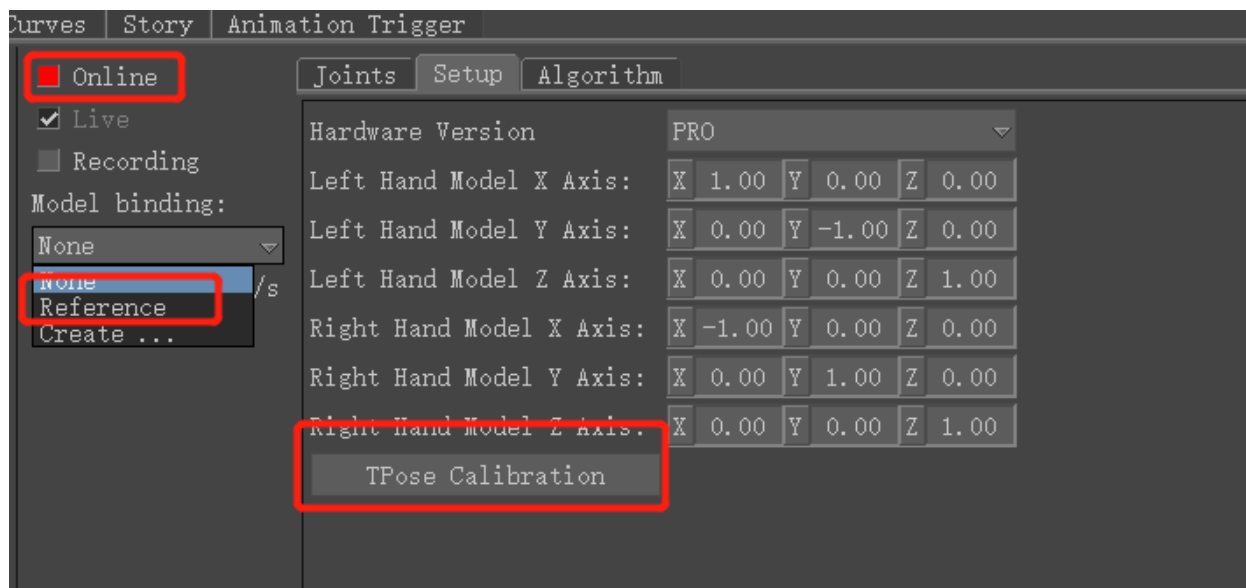 Curves Story Animation Trigger
Online
Live
Recording
Model binding:
None
None
/s
Reference
Create ...
Joints Setup Algorithm
Hardware Version PRO
Left Hand Model X Axis: X 1.00 Y 0.00 Z 0.00
Left Hand Model Y Axis: X 0.00 Y -1.00 Z 0.00
Left Hand Model Z Axis: X 0.00 Y 0.00 Z 1.00
Right Hand Model X Axis: X -1.00 Y 0.00 Z 0.00
Right Hand Model Y Axis: X 0.00 Y 1.00 Z 0.00
Right Hand Model Z Axis: X 0.00 Y 0.00 Z 1.00
TPose Calibration